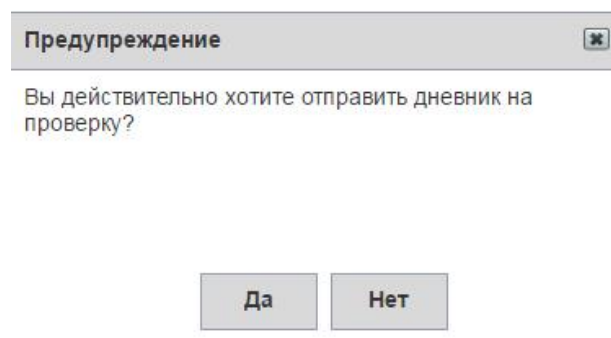 Предупреждение
Вы действительно хотите отправить дневник на
проверку?
Да Нет